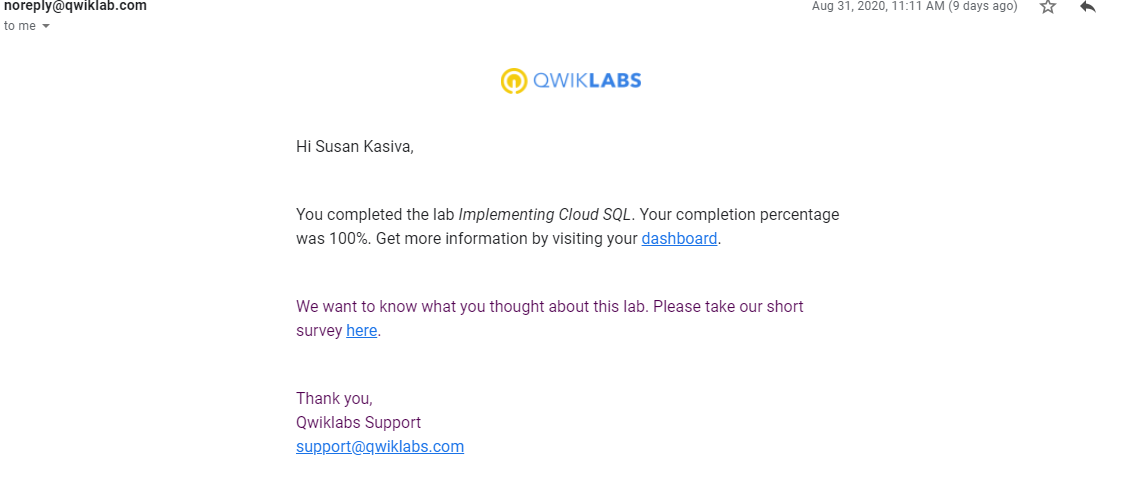 noreply@qwiklab.com
Aug 31, 2020, 11:11 AM (9 days ago)
to me
QWIKLABS
Hi Susan Kasiva,
You completed the lab Implementing Cloud SQL. Your completion percentage
was 100%. Get more information by visiting your dashboard.
We want to know what you thought about this lab. Please take our short
survey here.
Thank you,
Qwiklabs Support
support@qwiklabs.com